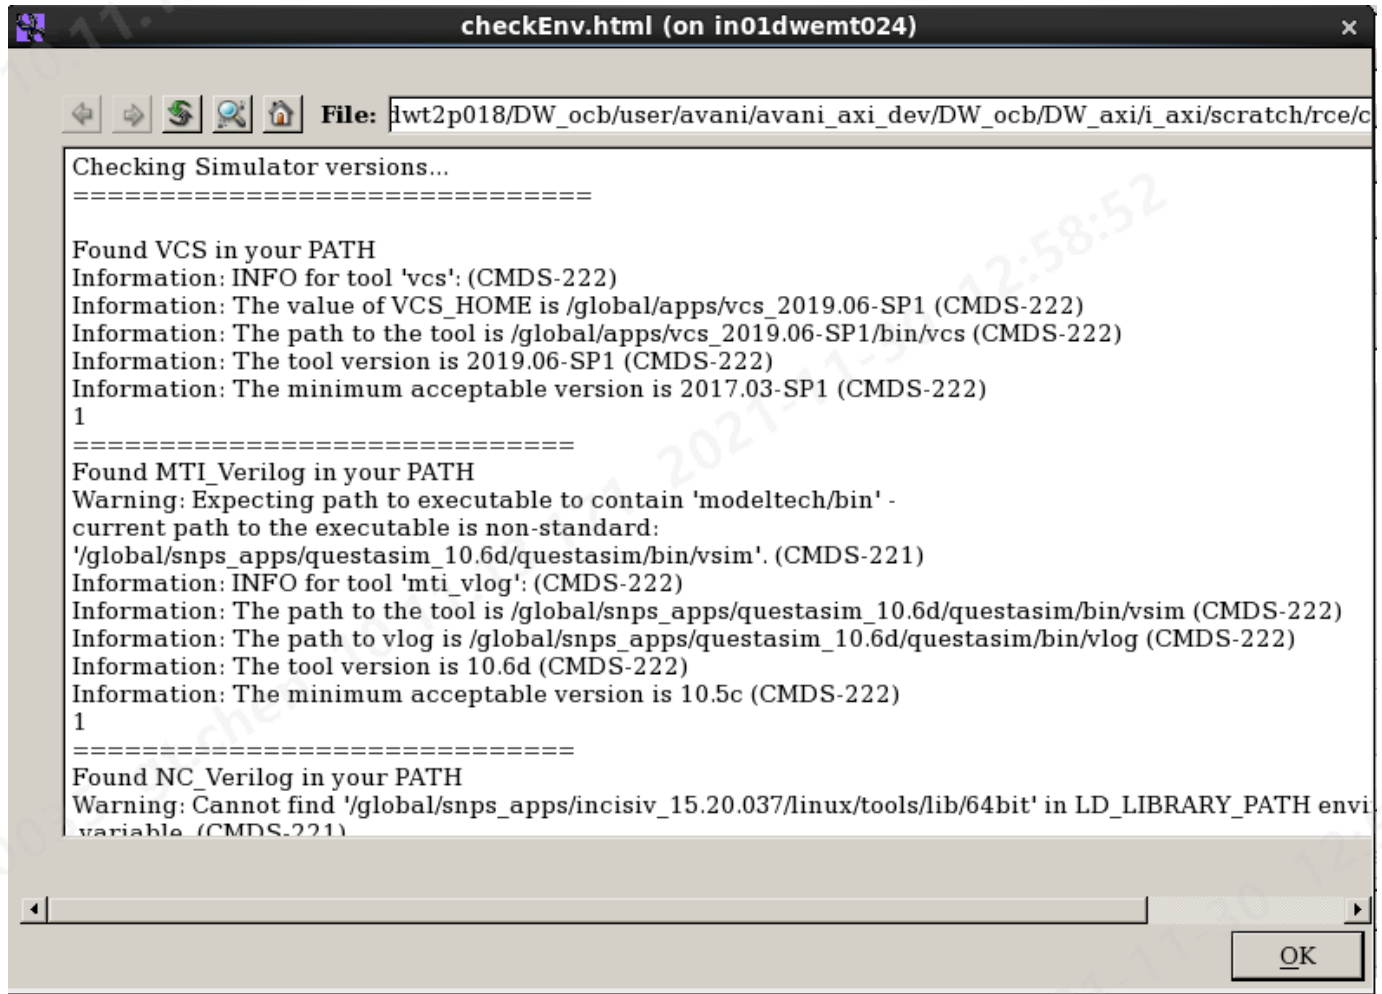 checkEnv.html (on in01dwemt024)
File: dwt2p018/DW_ocb/user/avani/avani_axi_dev/DW_ocb/DW_axi/i_axi/scratch/rce/c
Checking Simulator versions...
==============================
Found VCS in your PATH
Information: INFO for tool 'vcs': (CMDS-222)
Information: The value of VCS_HOME is /global/apps/vcs_2019.06-SP1 (CMDS-222)
Information: The path to the tool is /global/apps/vcs_2019.06-SP1/bin/vcs (CMDS-222)
Information: The tool version is 2019.06-SP1 (CMDS-222)
Information: The minimum acceptable version is 2017.03-SP1 (CMDS-222)
1
=============================
Found MTI_Verilog in your PATH
Warning: Expecting path to executable to contain 'modeltech/bin' -
current path to the executable is non-standard:
'/global/snps_apps/questasim_10.6d/questasim/bin/vsim'. (CMDS-221)
Information: INFO for tool 'mti_vlog': (CMDS-222)
Information: The path to the tool is /global/snps_apps/questasim_10.6d/questasim/bin/vsim (CMDS-222)
Information: The path to vlog is /global/snps_apps/questasim_10.6d/questasim/bin/vlog (CMDS-222)
Information: The tool version is 10.6d (CMDS-222)
Information: The minimum acceptable version is 10.5c (CMDS-222)
1
=============================
Found NC_Verilog in your PATH
Warning: Cannot find '/global/snps_apps/incisiv_15.20.037/linux/tools/lib/64bit' in LD_LIBRARY_PATH envi
variable. (CMDS-221)
OK